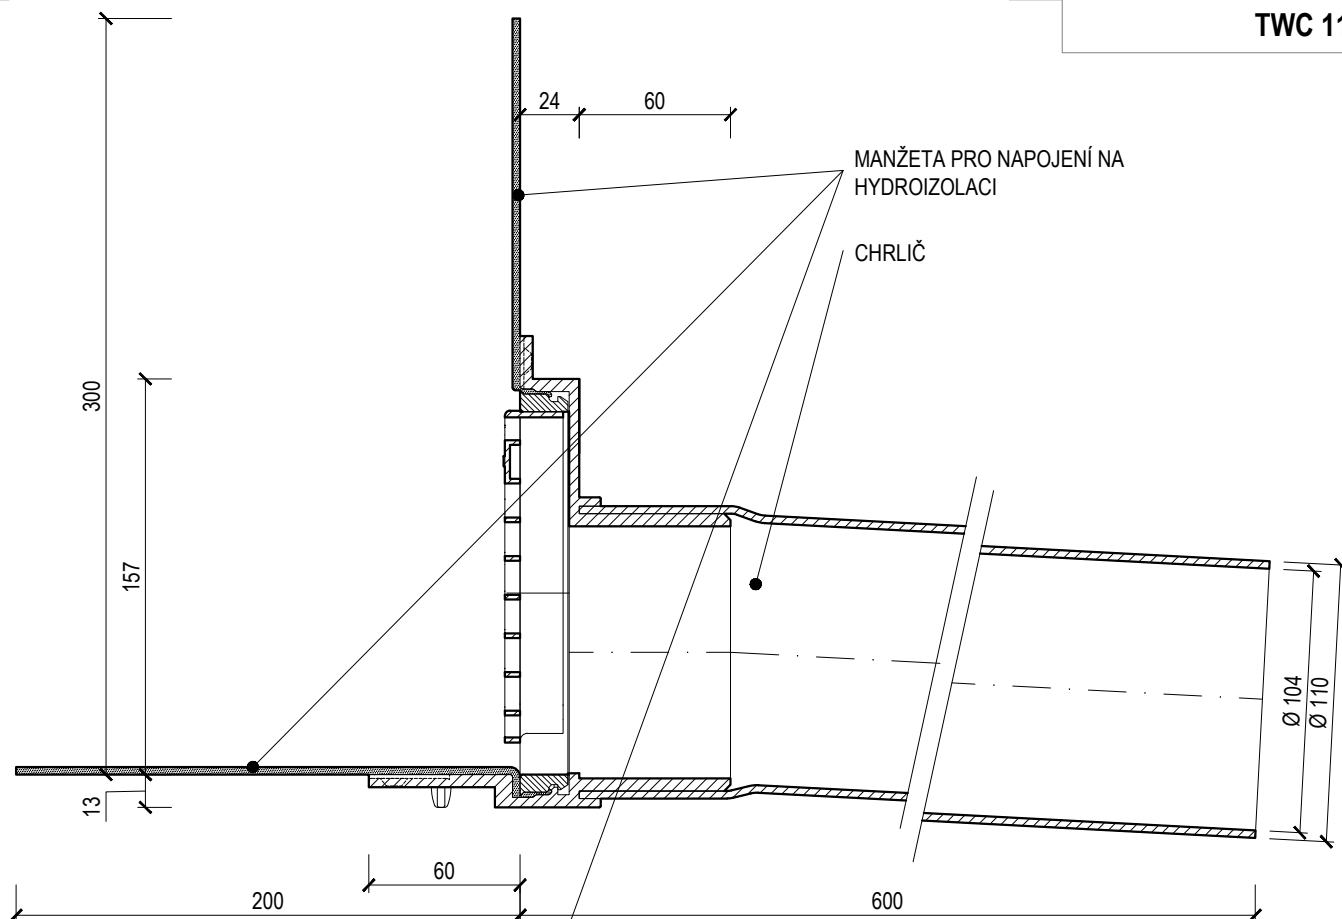 TWC 11
24
60
MANŽETA PRO NAPOJENÍ NA
HYDROIZOLACI
CHRLIČ
300
157
13
Ø 104
Ø 110
60
200
600